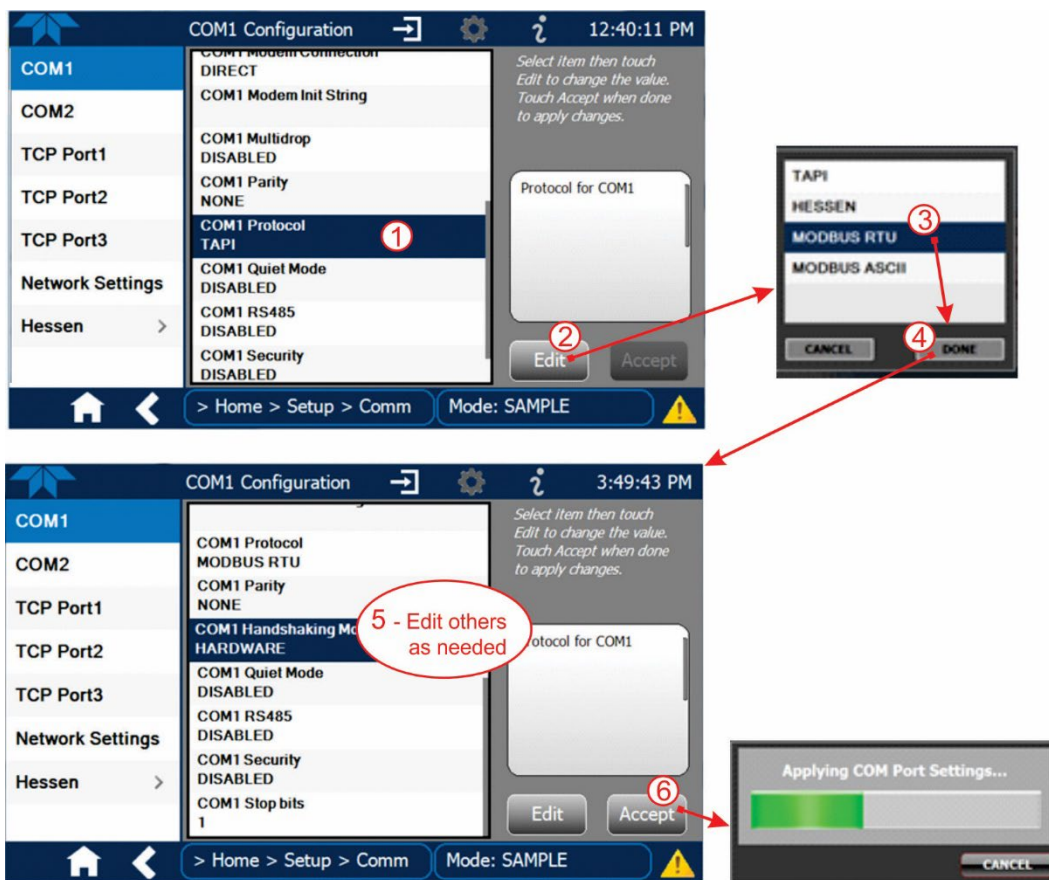 COM1 Configuration
12:40:11 PM
COM1
COM2
TCP Port1
TCP Port2
TCP Port3
Network Settings
Hessen >
COM1 Modem Connection
DIRECT
COM1 Modem Init String
COM1 Multidrop
DISABLED
COM1 Parity
NONE
COM1 Protocol
TAPI
1
COM1 Quiet Mode
DISABLED
COM1 RS485
DISABLED
COM1 Security
DISABLED
Select item then touch
Edit to change the value.
Touch Accept when done
to apply changes.
Protocol for COM1
2
Edit
Accept
> Home > Setup > Comm
Mode: SAMPLE
TAPI
HESSEN
MODBUS RTU
3
MODBUS ASCII
CANCEL
4
DONE
COM1 Configuration
3:49:43 PM
COM1
COM2
TCP Port1
TCP Port2
TCP Port3
Network Settings
Hessen >
COM1 Protocol
MODBUS RTU
COM1 Parity
NONE
COM1 Handshaking
HARDWARE
5 - Edit others
as needed
COM1 Quiet Mode
DISABLED
COM1 RS485
DISABLED
COM1 Security
DISABLED
COM1 Stop bits
1
Select item then touch
Edit to change the value.
Touch Accept when done
to apply changes.
for COM1
Edit
6
Accept
> Home > Setup > Comm
Mode: SAMPLE
Applying COM Port Settings...
CANCEL